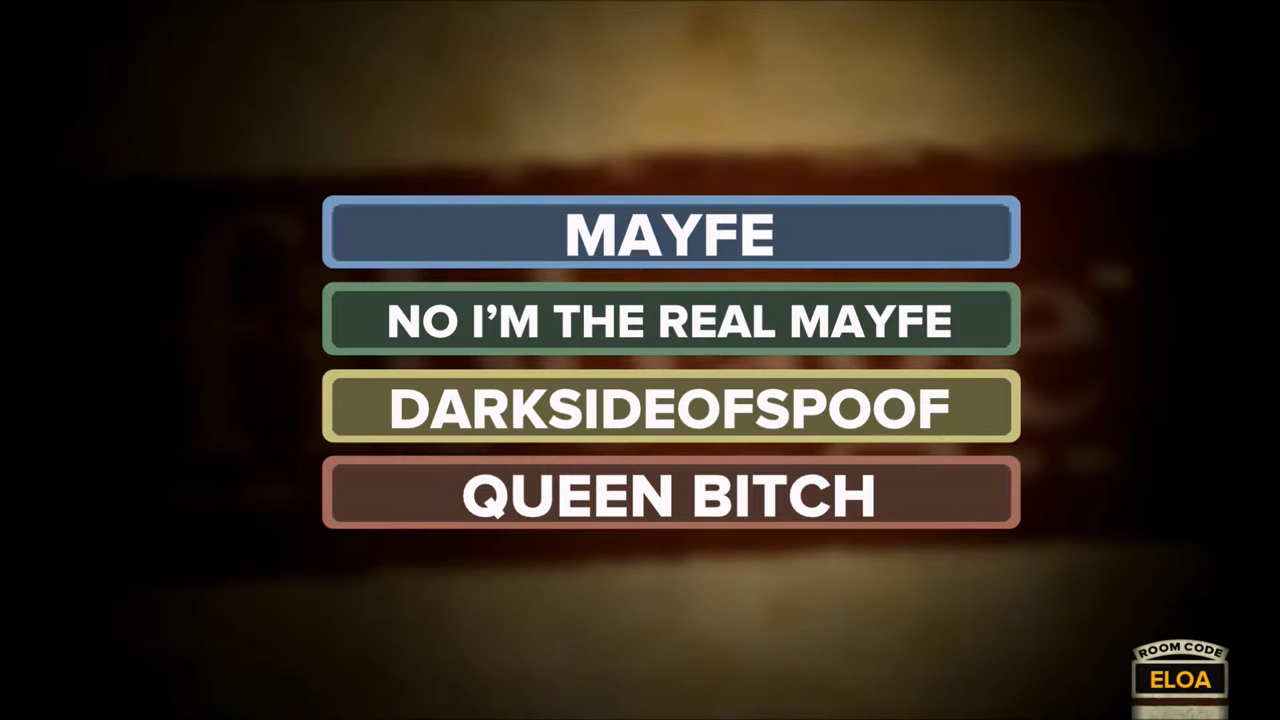 MAYFE
NO I'M THE REAL MAYFE
DARKSIDEOFSPOOF
QUEEN BITCH
ROOM CODE
ELOA